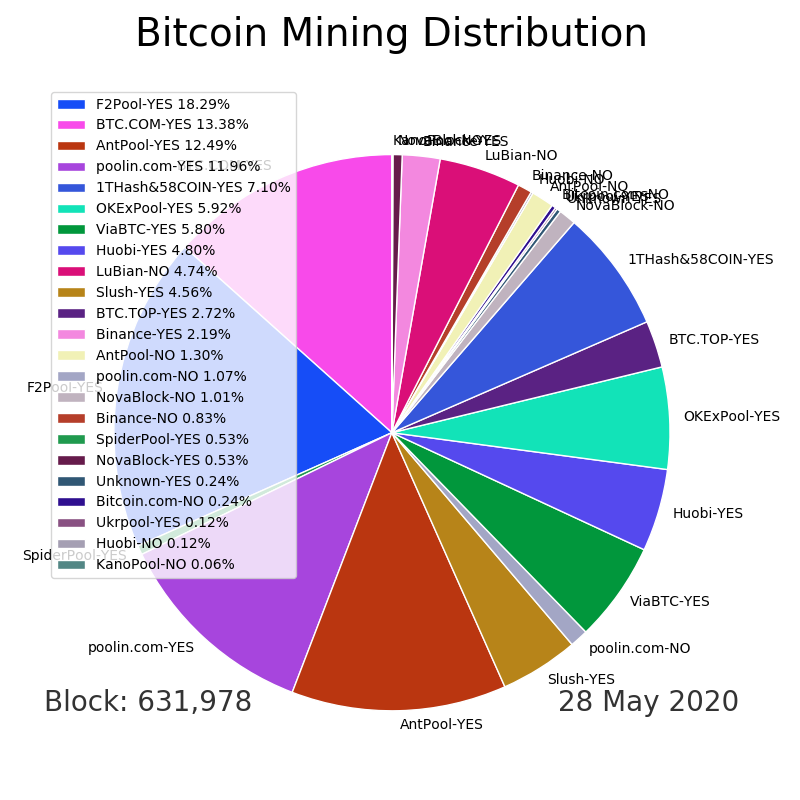 Bitcoin Mining Distribution
F2Pool-YES 18.29%
BTC.COM-YES 13.38%
AntPool-YES 12.49%
poolin.com-YES 11.96%
1THash&58COIN-YES 7.10%
OKExPool-YES 5.92%
ViaBTC-YES 5.80%
Huobi-YES 4.80%
LuBian-NO 4.74%
Slush-YES 4.56%
BTC.TOP-YES 2.72%
Binance-YES 2.19%
AntPool-NO 1.30%
poolin.com-NO 1.07%
NovaBlock-NO 1.01%
Binance-NO 0.83%
SpiderPool-YES 0.53%
NovaBlock-YES 0.53%
Unknown-YES 0.24%
Bitcoin.com-NO 0.24%
Ukrpool-YES 0.12%
Huobi-NO 0.12%
KanoPool-NO 0.06%
LuBian-NO
Binance-NO
Huobi-NO
AntPool-NO
NovaBlock-NO
1THash&58COIN-YES
BTC.TOP-YES
OKExPool-YES
Huobi-YES
ViaBTC-YES
poolin.com-NO
Slush-YES
AntPool-YES
poolin.com-YES
SpiderPool-YES
F2Pool-YES
Block: 631,978
28 May 2020